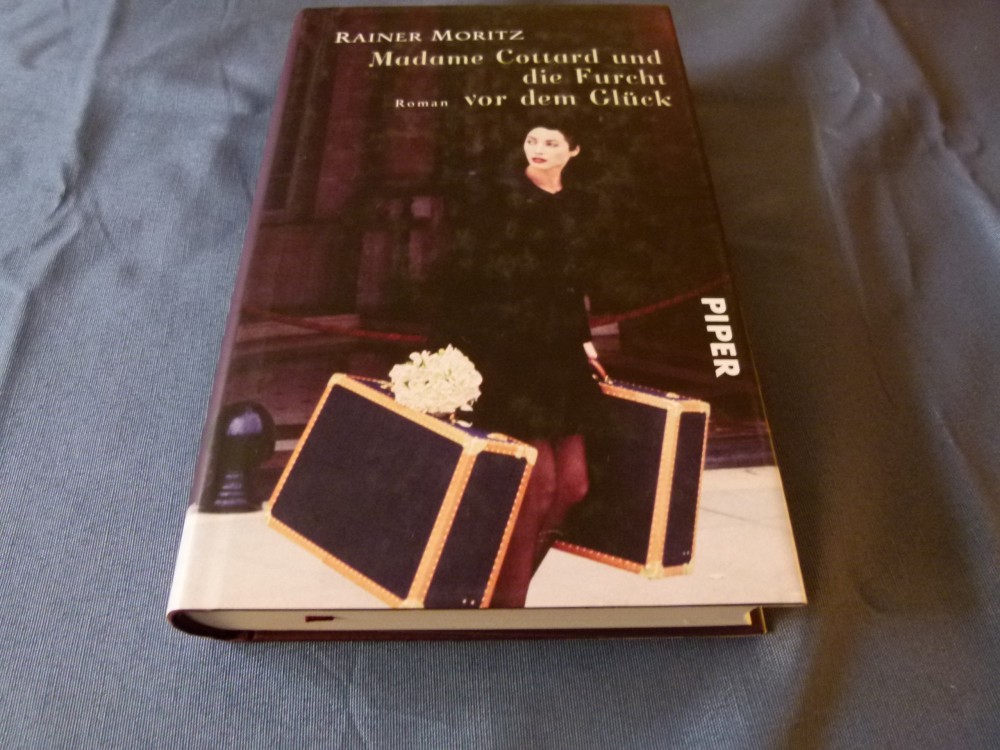 RAINER MORITZ
Madame Cottard und
die Furcht
Roman vor dem Glück
PIPER